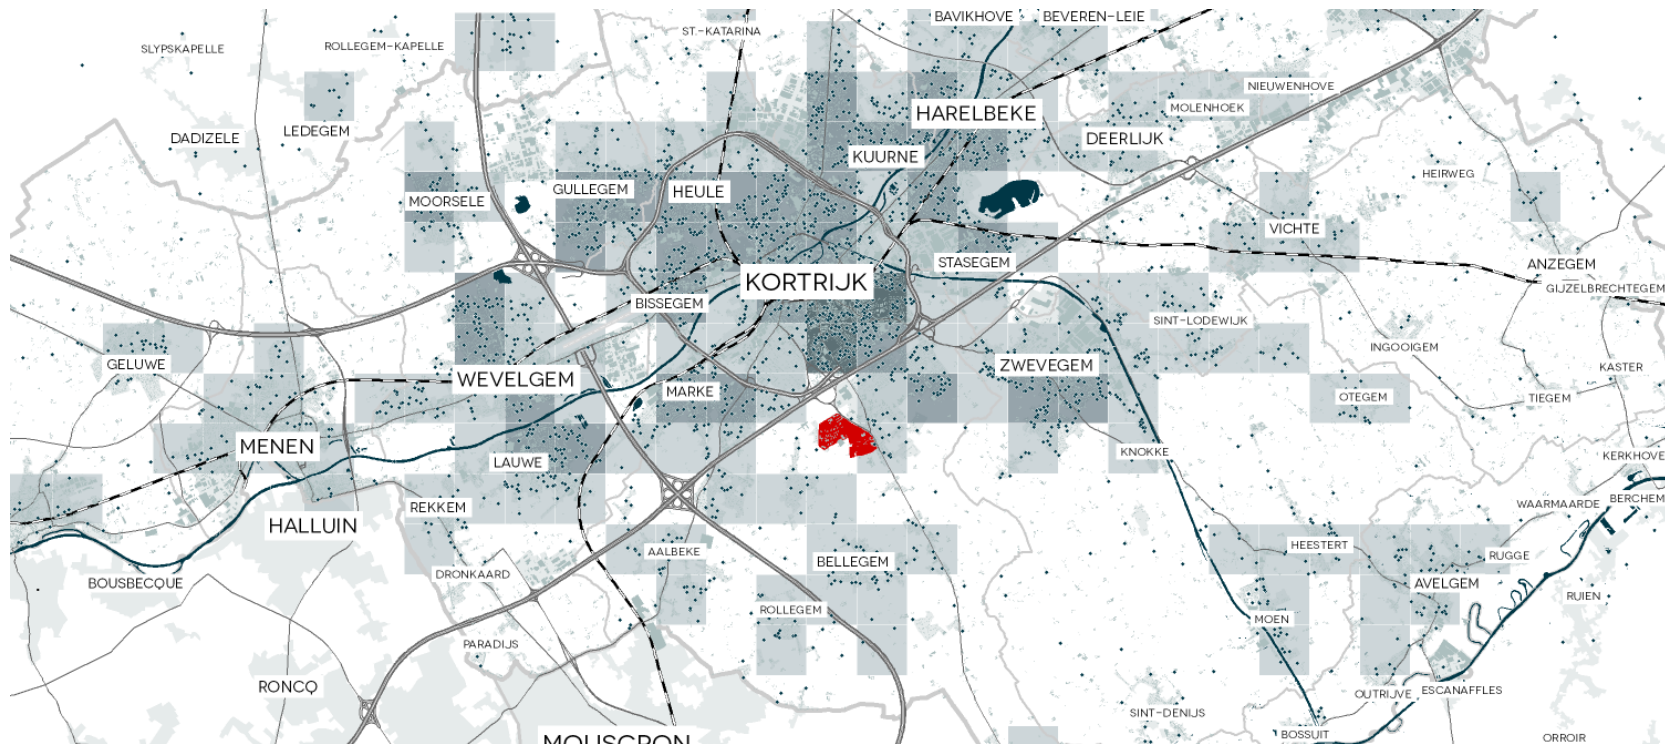 BAVIKHOVE
BEVEREN-LEIE
ST.-KATARINA
SLYPSKAPELLE
ROLLEGEM-KAPELLE
NIEUWENHOVE
MOLENHOEK
HARELBEKE
LEDEGEM
DADIZELE
DEERLIJK
KUURNE
HEIRWEG
GULLEGEM
HEULE
MOORSELE
VICHTE
STASEGEM
ANZEGEM
KORTRIJK
GIJZELBRECHTEGEM
BISSEGEM
SINT-LODEWIJK
INGOOIGEM
GELUWE
ZWEVEGEM
KASTER
WEVELGEM
MARKE
OTEGEM
TIEGEM
MENEN
KNOKKE
KERKHOVE
LAUWE
BERCHEM
WAARMAARDE
REKKEM
HALLUIN
HEESTERT
AALBEKE
RUGGE
BELLEGEM
DRONKAARD
BOUSBECQUE
AVELGEM
RUIEN
ROLLEGEM
MOEN
PARADIJS
RONCQ
ESCANAFFLES
OUTRIJVE
SINT-DENIJS
BOSSUIT
ORROIR
MOUSCRON